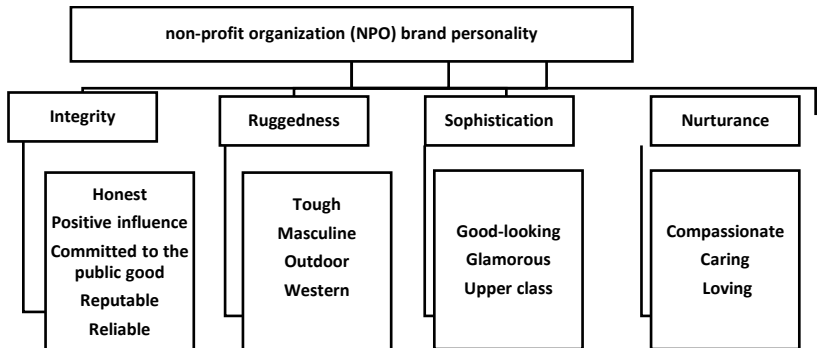 non-profit organization (NPO) brand personality
Integrity
Ruggedness
Sophistication
Nurturance
Honest
Positive influence
Committed to the
public good
Reputable
Reliable
Tough
Masculine
Outdoor
Western
Good-looking
Glamorous
Upper class
Compassionate
Caring
Loving